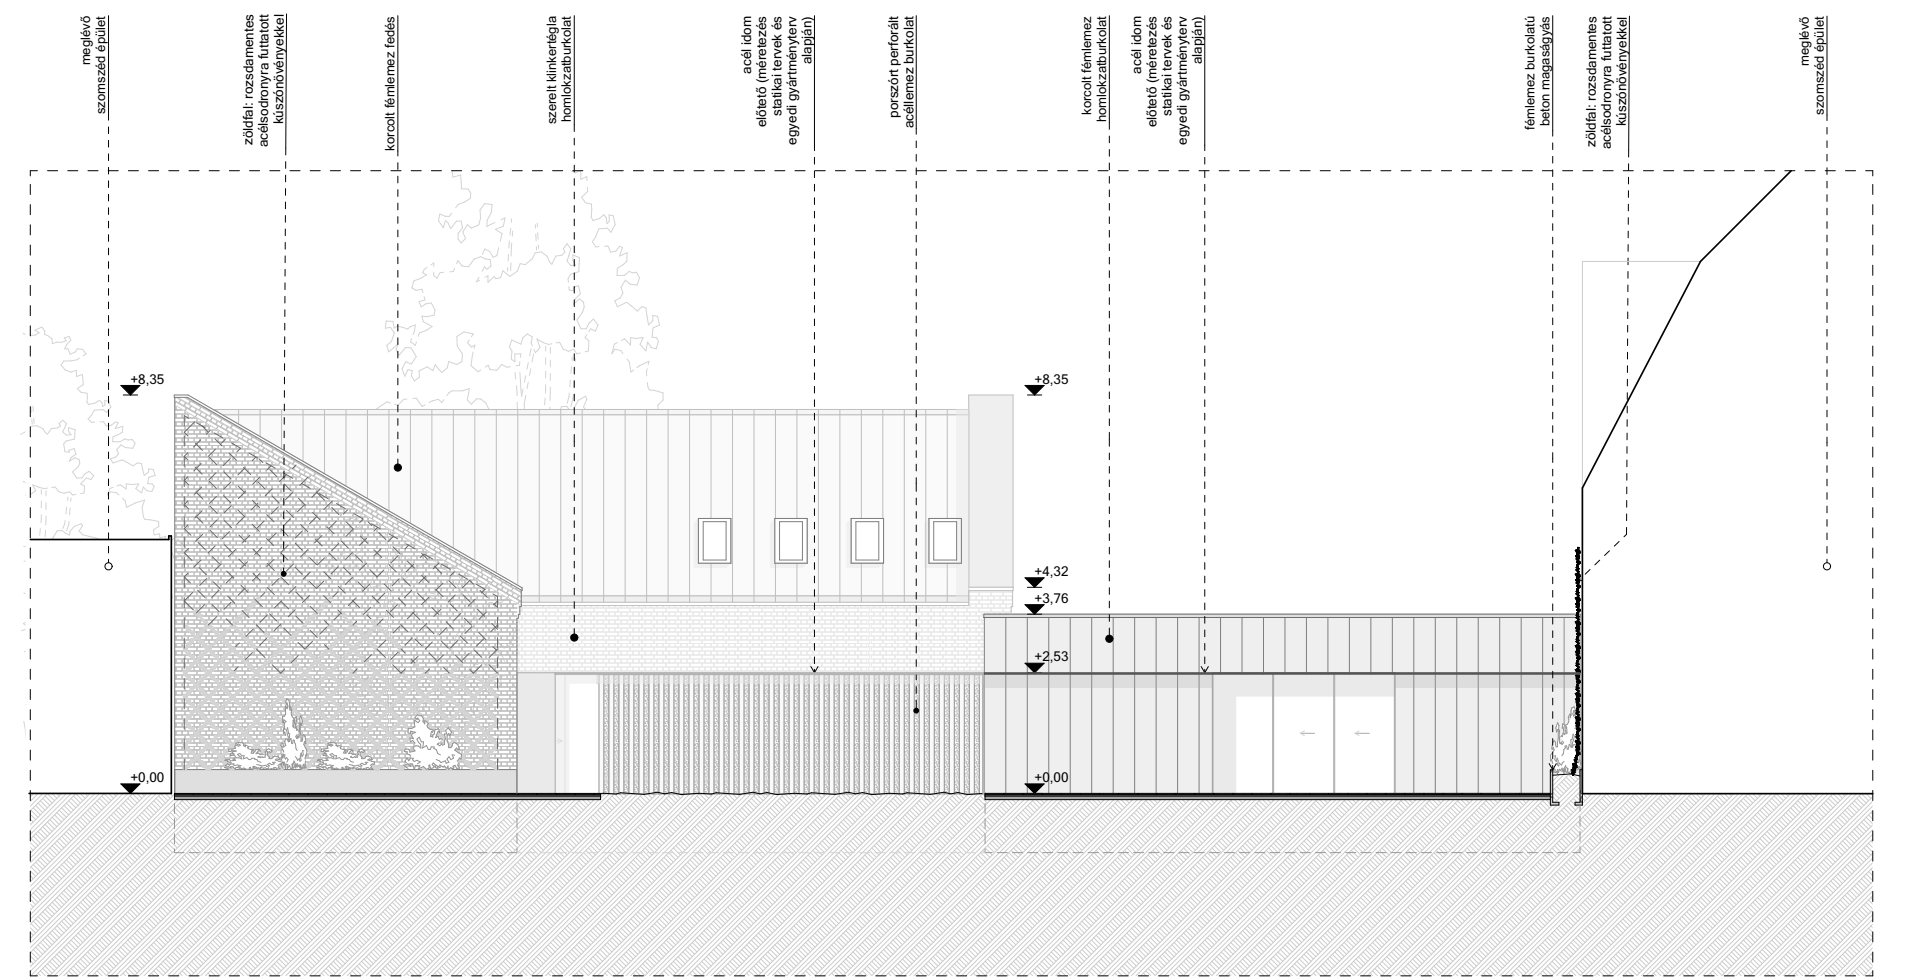 meglévő
szomszéd épület
zöldfal: rozsdamentes
acélsodronyra futtatott
kúszónövényekkel
korcolt fémlemez fedés
szerelt klinkertégla
homlokzatburkolat
acél idom
előtető (méretezés
statikai tervek és
egyedi gyártményterv
alapján)
porszórt perforált
acéllemez burkolat
korcolt fémlemez
homlokzatburkolat
acél idom
előtető (méretezés
statikai tervek és
egyedi gyártményterv
alapján)
fémlemez burkolatú
beton magaságyás
zöldfal: rozsdamentes
acélsodronyra futtatott
kúszónövényekkel
meglévő
szomszéd épület
+8,35
+8,35
+4,32
+3,76
+2,53
+0,00
+0,00